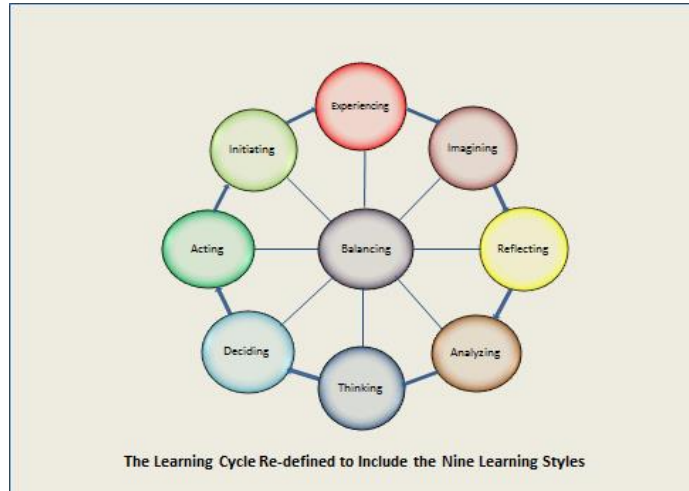 Experiencing
Initiating
Imagining
Acting
Balancing
Reflecting
Deciding
Analyzing
Thinking
The Learning Cycle Re-defined to Include the Nine Learning Styles